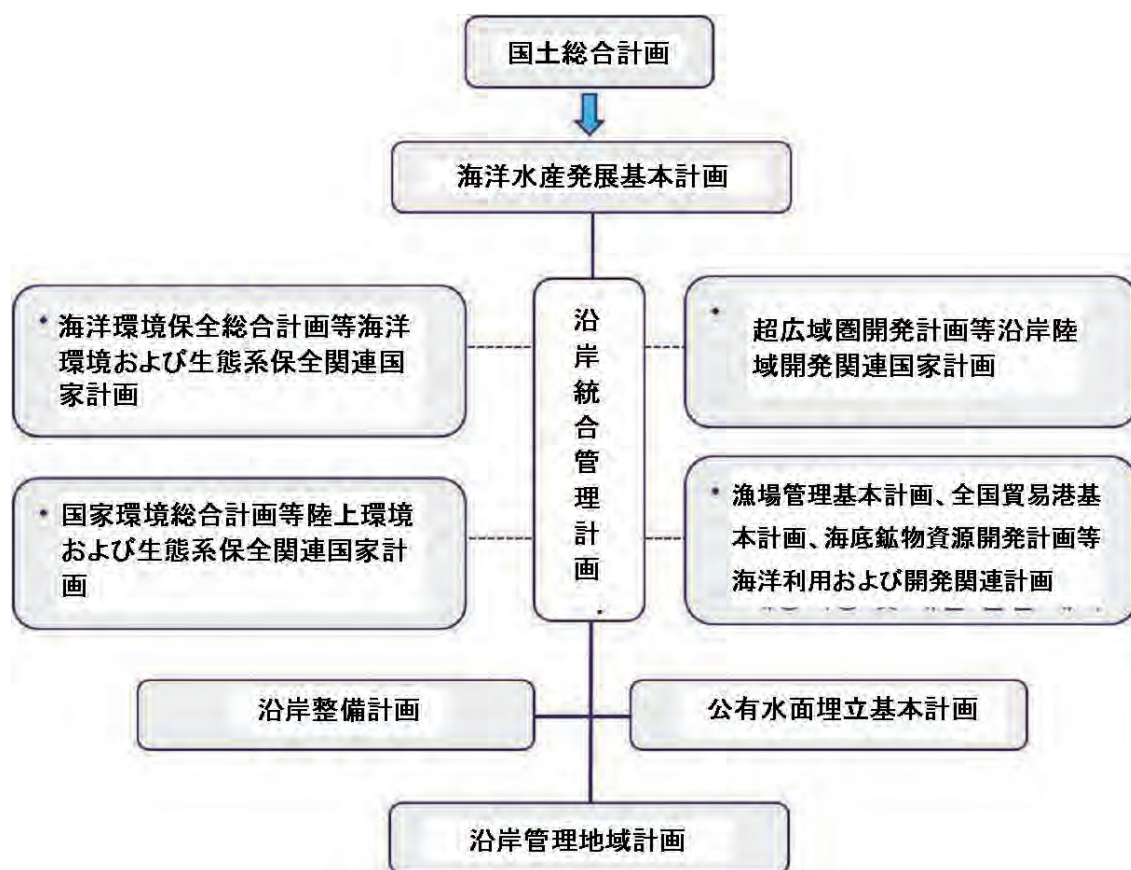 国土総合計画
海洋水産発展基本計画
・海洋環境保全総合計画等海洋
環境および生態系保全関連国
家計画
沿岸統合管理計画
・超広域圏開発計画等沿岸陸
域開発関連国家計画
・国家環境総合計画等陸上環境
および生態系保全関連国家計
画
・漁場管理基本計画、全国貿易港基
本計画、海底鉱物資源開発計画等
海洋利用および開発関連計画
沿岸整備計画
公有水面埋立基本計画
沿岸管理地域計画